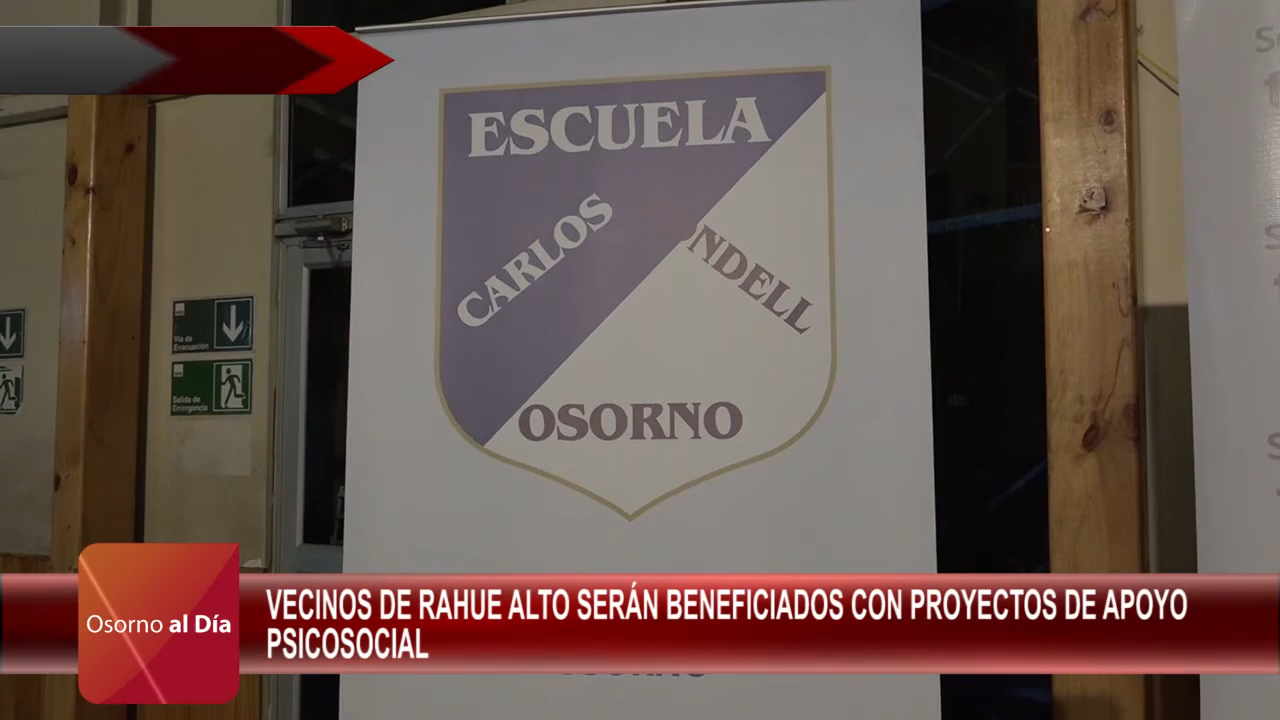 ESCUELA
CARLOS
NDELL
OSORNO
Vía de
Evacuación
Salida de
Emergencia
Osorno al Día
VECINOS DE RAHUE ALTO SERÁN BENEFICIADOS CON PROYECTOS DE APOYO
PSICOSOCIAL